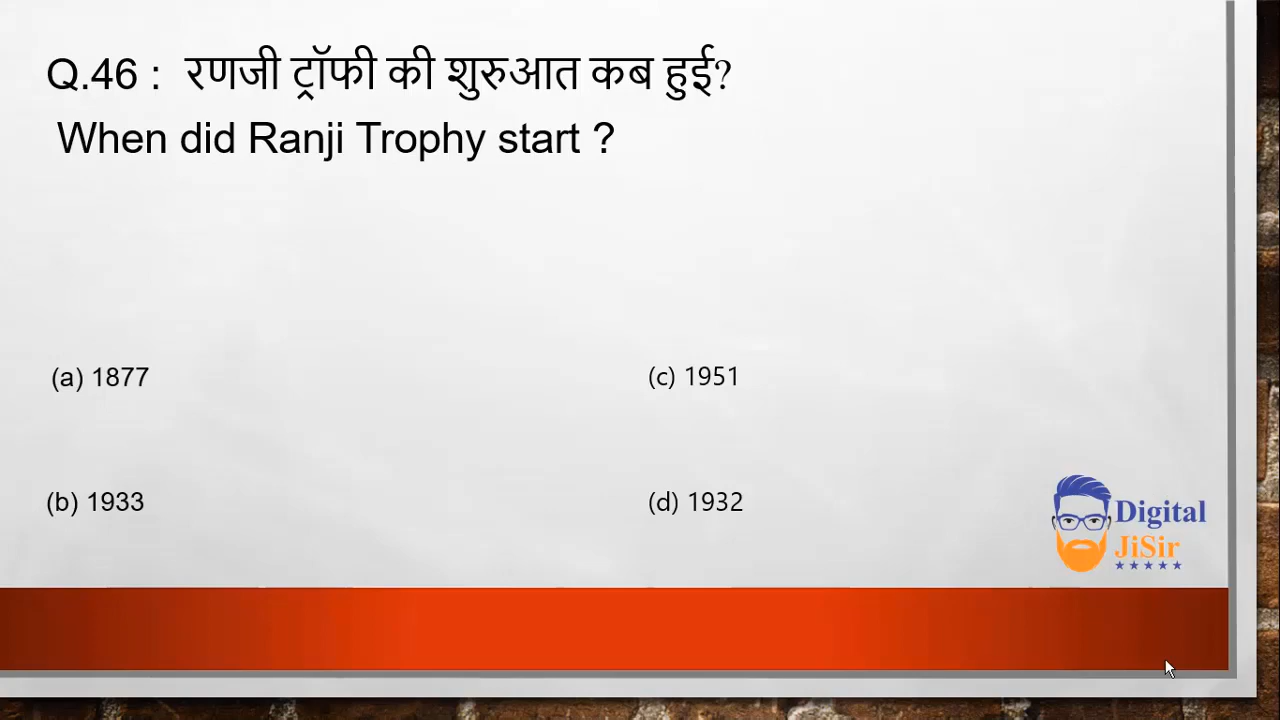 Q.46 : रणजी ट्रॉफी की शुरुआत कब हुई?
When did Ranji Trophy start ?
(a) 1877
(c) 1951
(b) 1933
(d) 1932
Digital
JiSir